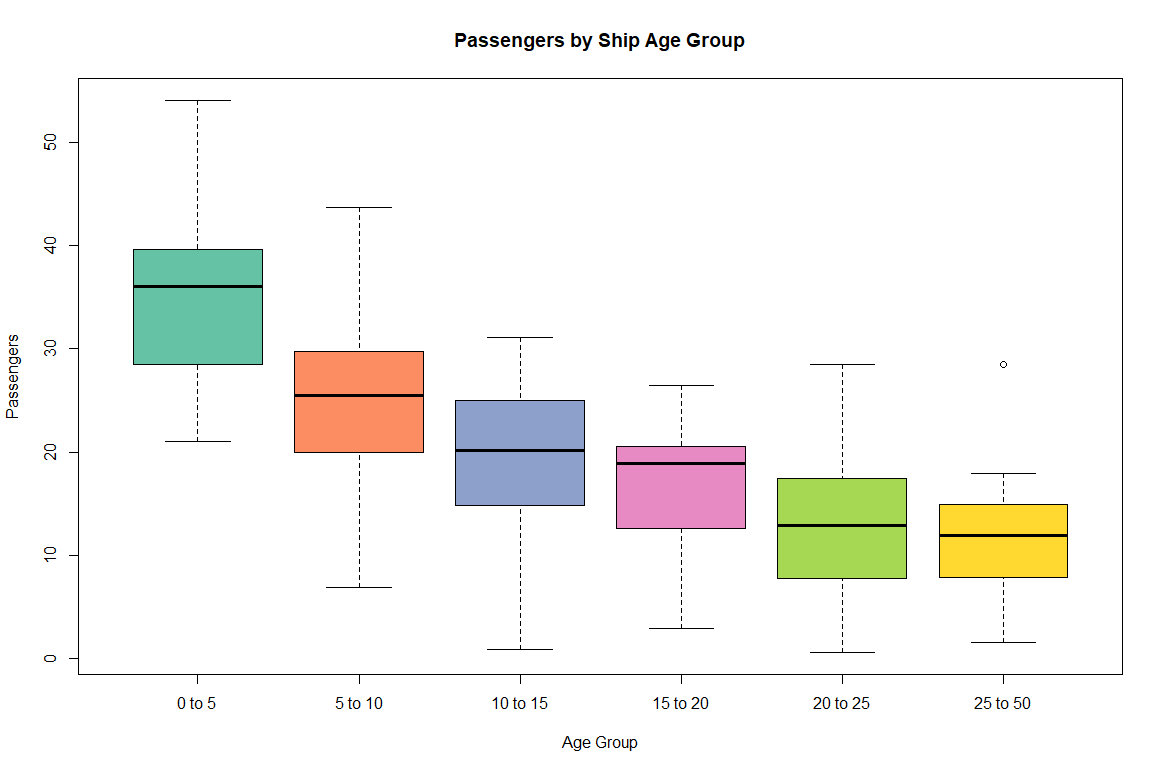 Passengers by Ship Age Group
Passengers
50
40
30
20
10
0
0 to 5
5 to 10
10 to 15
15 to 20
20 to 25
25 to 50
Age Group